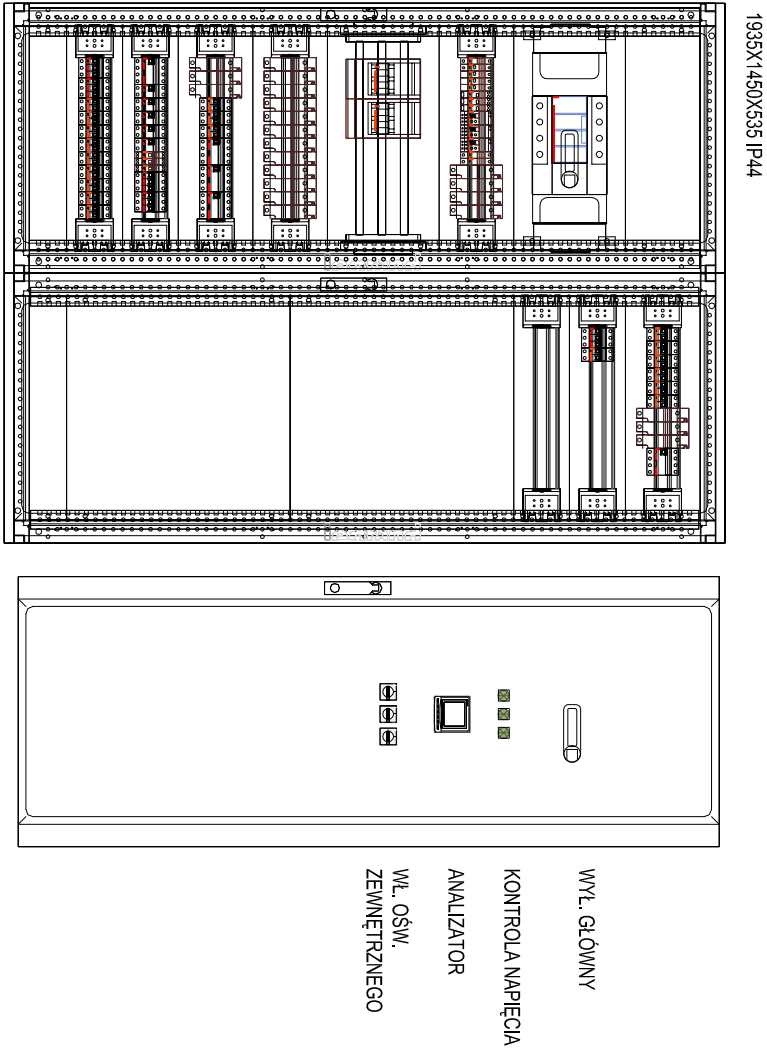 1935X1450X535 IP44
WYŁ. GŁÓWNY
KONTROLA NAPIĘCIA
ANALIZATOR
WŁ. OŚW.
ZEWNĘTRZNEGO